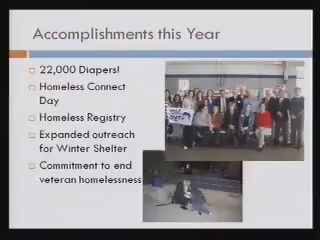 Accomplishments this Year
22,000 Diapers!
Homeless Connect
Day
Homeless Registry
Expanded outreach
for Winter Shelter
Commitment to end
veteran homelessness